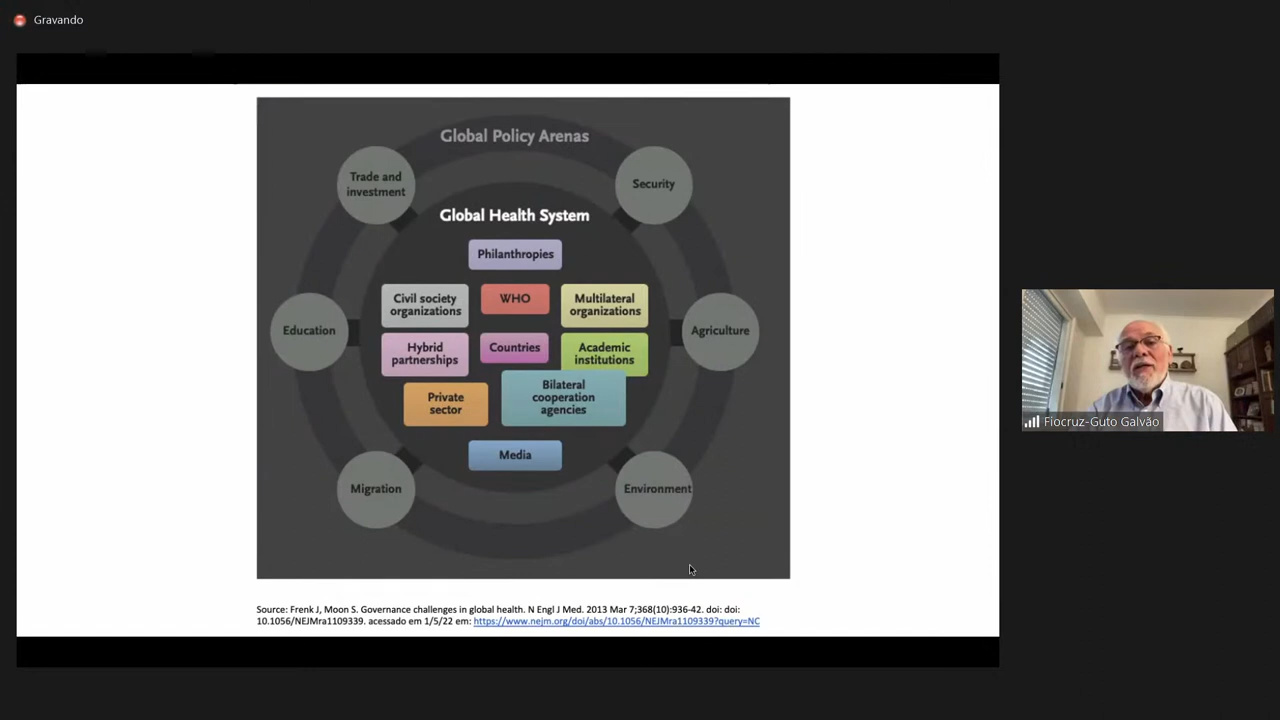 Gravando
Global Policy Arenas
Trade and
investment
Security
Global Health System
Philanthropies
Civil society
organizations
WHO
Multilateral
organizations
Education
Agriculture
Hybrid
partnerships
Countries
Academic
institutions
Private
sector
Bilateral
cooperation
agencies
Media
Migration
Environment
Fiocruz-Guto Galvão
Source: Frenk J, Moon S. Governance challenges in global health. N Engl J Med. 2013 Mar 7;368(10):936-42. doi: doi:
10.1056/NEJMra1109339. acessado em 1/5/22 em: https://www.nejm.org/doi/abs/10.1056/NEJMra1109339?query=NC